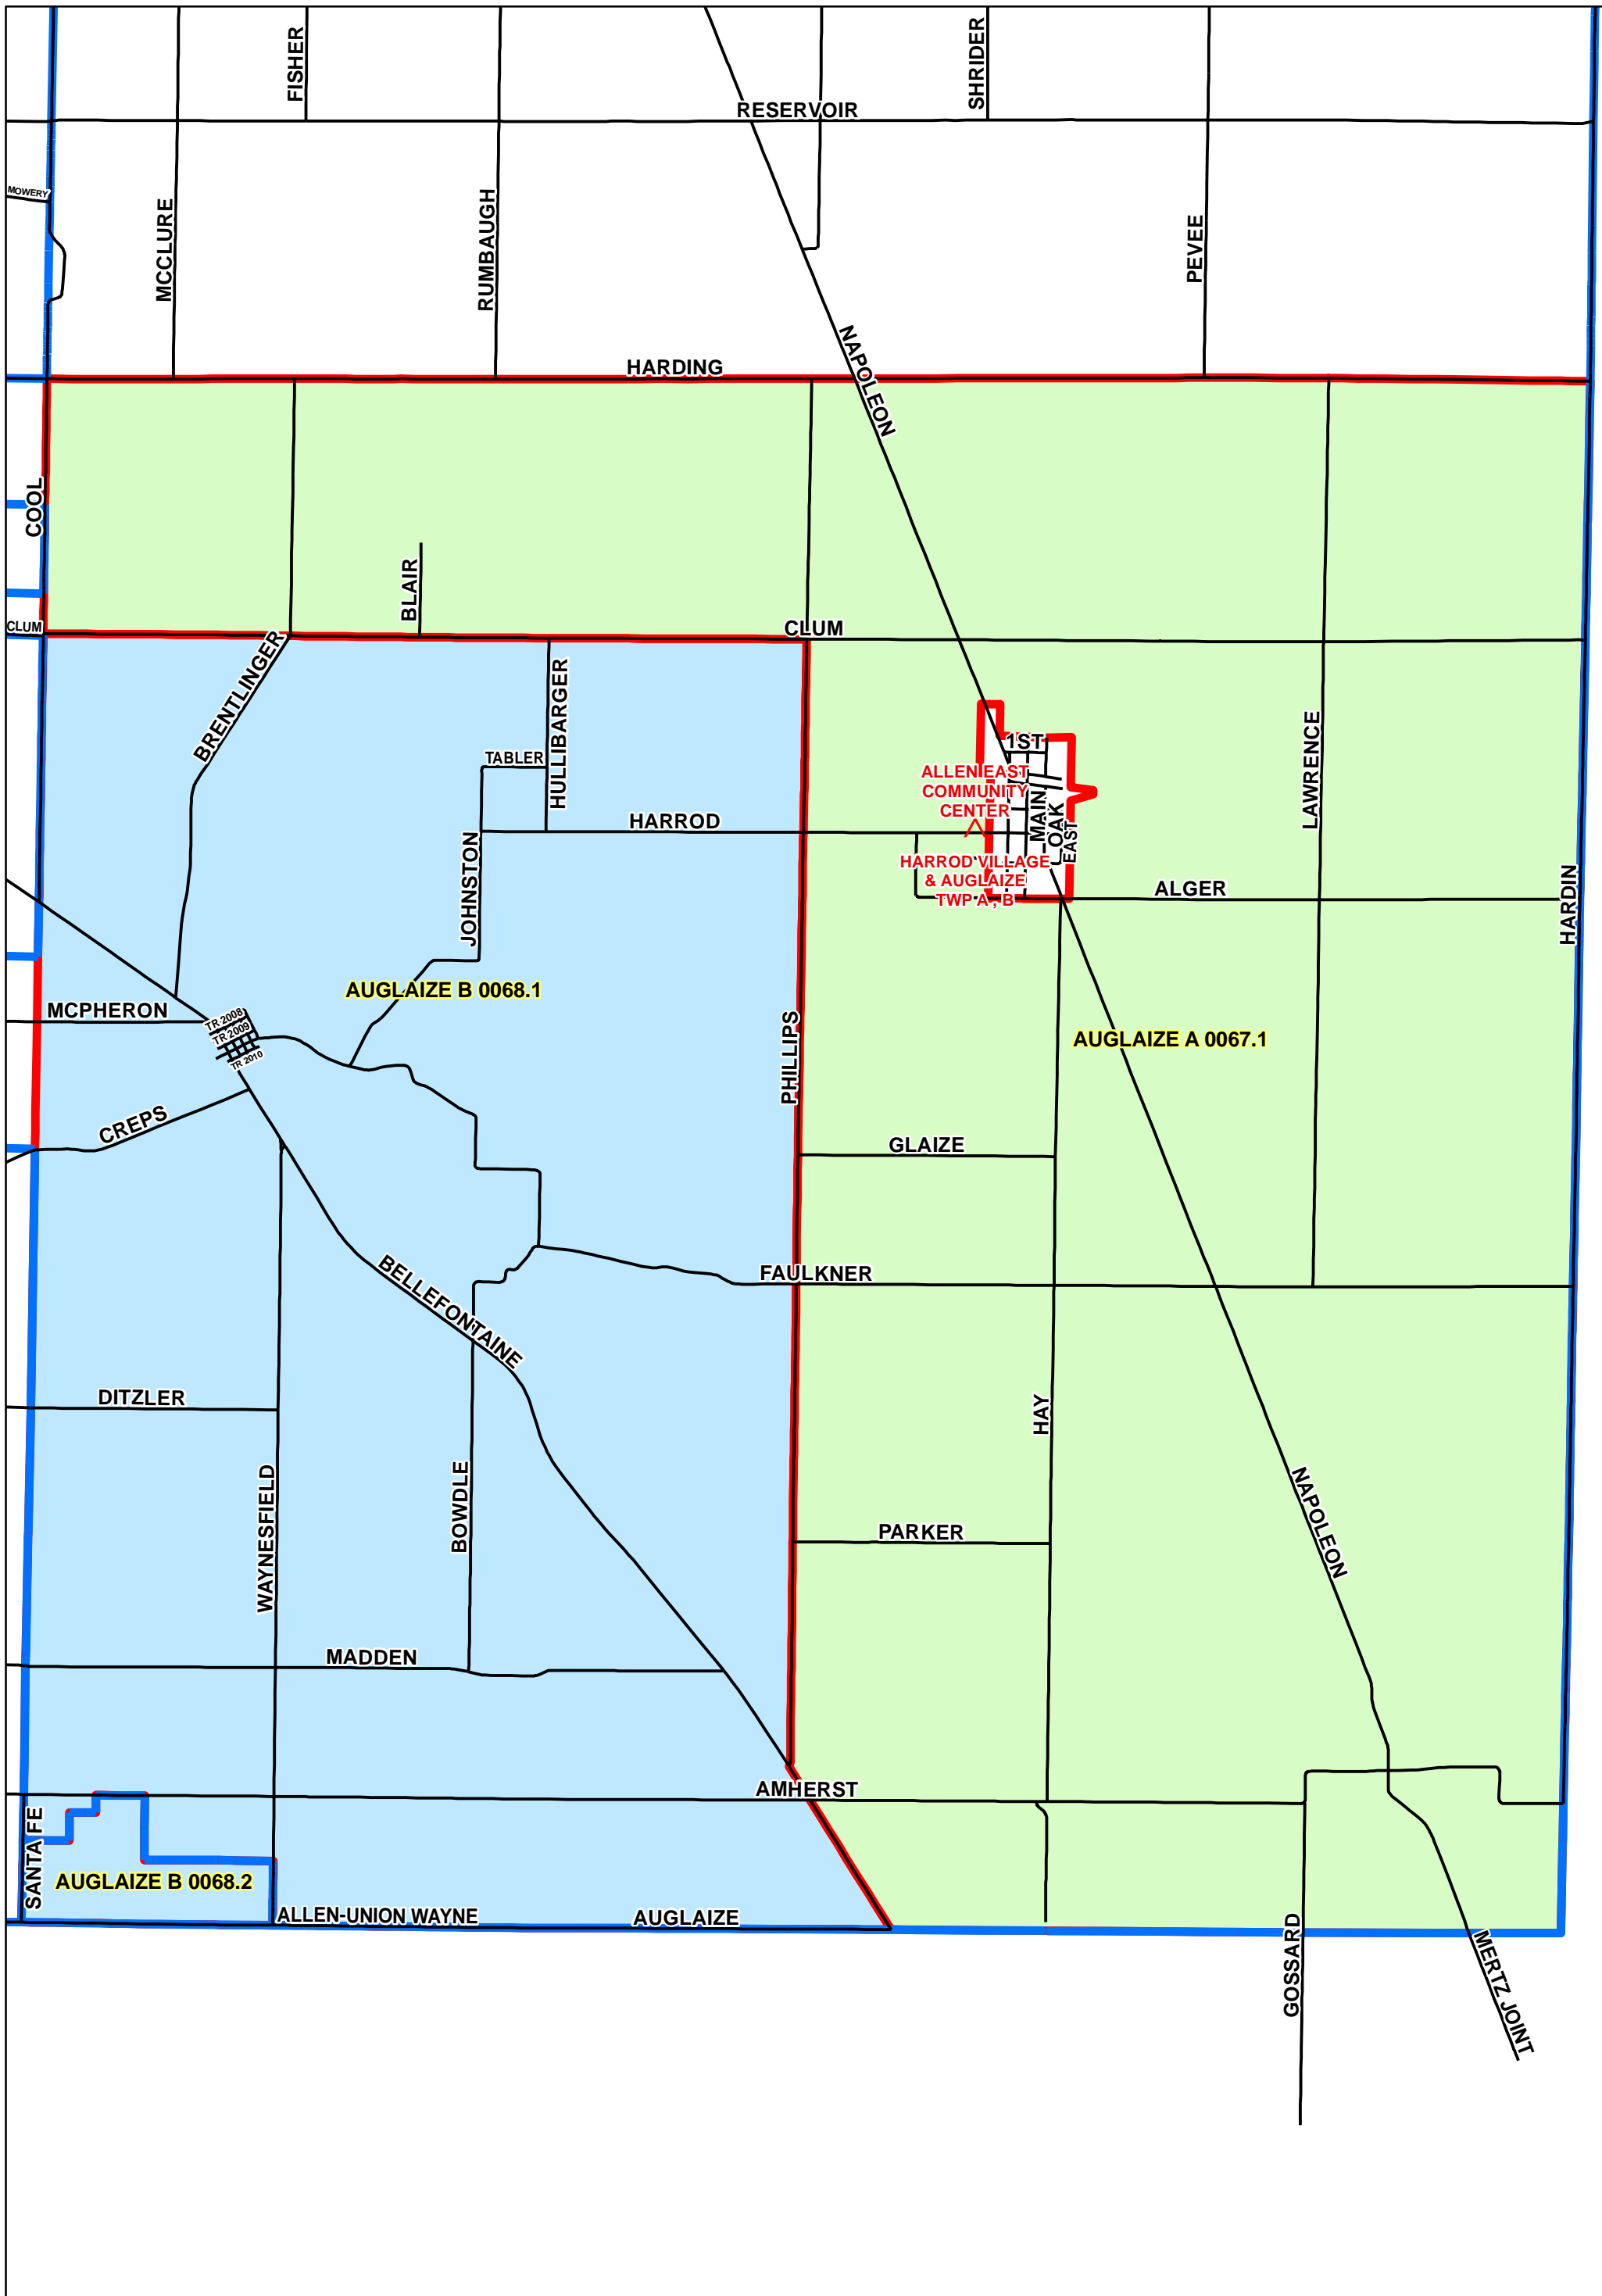 FISHER
SHRIDER
RESERVOIR
MOWERY
MCCLURE
RUMBAUGH
PEVEE
NAPOLEON
HARDING
COOL
BLAIR
CLUM
CLUM
BRENTLINGER
HULLIBARGER
TABLER
1ST
LAWRENCE
ALLEN EAST
COMMUNITY
CENTER
MAIN
OAK
EAST
HARROD
JOHNSTON
HARROD VILLAGE
& AUGLAIZE
TWP A , B
ALGER
HARDIN
AUGLAIZE B 0068.1
MCPHERON
TR 2008
TR 2009
TR 2010
PHILLIPS
AUGLAIZE A 0067.1
CREPS
GLAIZE
BELLEFONTAINE
FAULKNER
DITZLER
HAY
WAYNESFIELD
BOWDLE
NAPOLEON
PARKER
MADDEN
AMHERST
SANTA FE
AUGLAIZE B 0068.2
ALLEN-UNION WAYNE
AUGLAIZE
GOSSARD
MERTZ JOINT